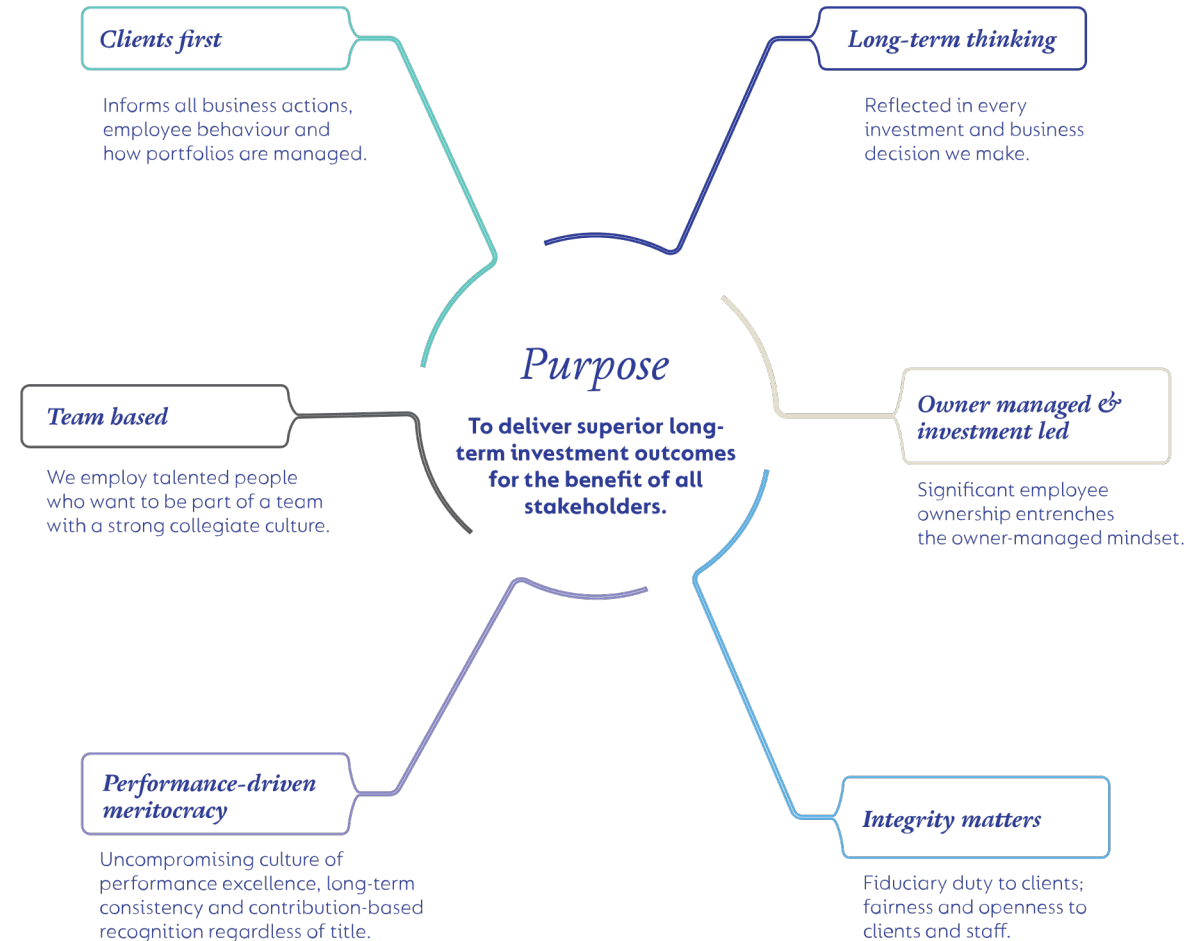 Clients first
Informs all business actions,
employee behaviour and
how portfolios are managed.
Long-term thinking
Reflected in every
investment and business
decision we make.
Purpose
To deliver superior long-
term investment outcomes
for the benefit of all
stakeholders.
Team based
We employ talented people
who want to be part of a team
with a strong collegiate culture.
Owner managed &
investment led
Significant employee
ownership entrenches
the owner-managed mindset.
Performance-driven
meritocracy
Uncompromising culture of
performance excellence, long-term
consistency and contribution-based
recognition regardless of title.
Integrity matters
Fiduciary duty to clients;
fairness and openness to
clients and staff.